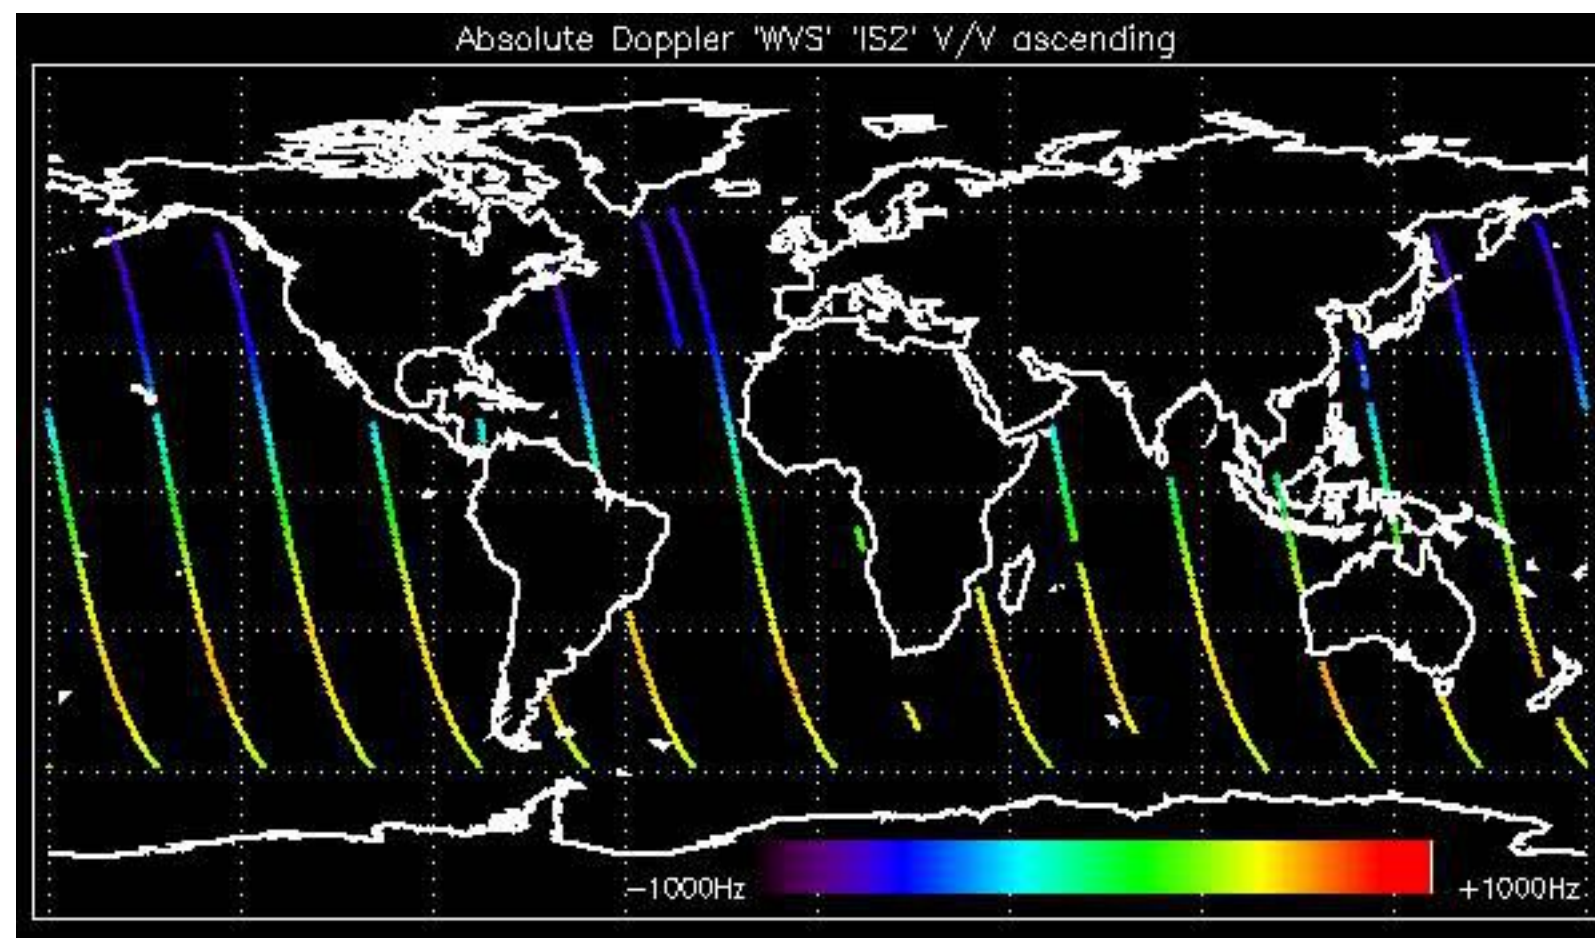 Absolute Doppler 'WVS' 'IS2' V/V ascending
−1000Hz +1000Hz